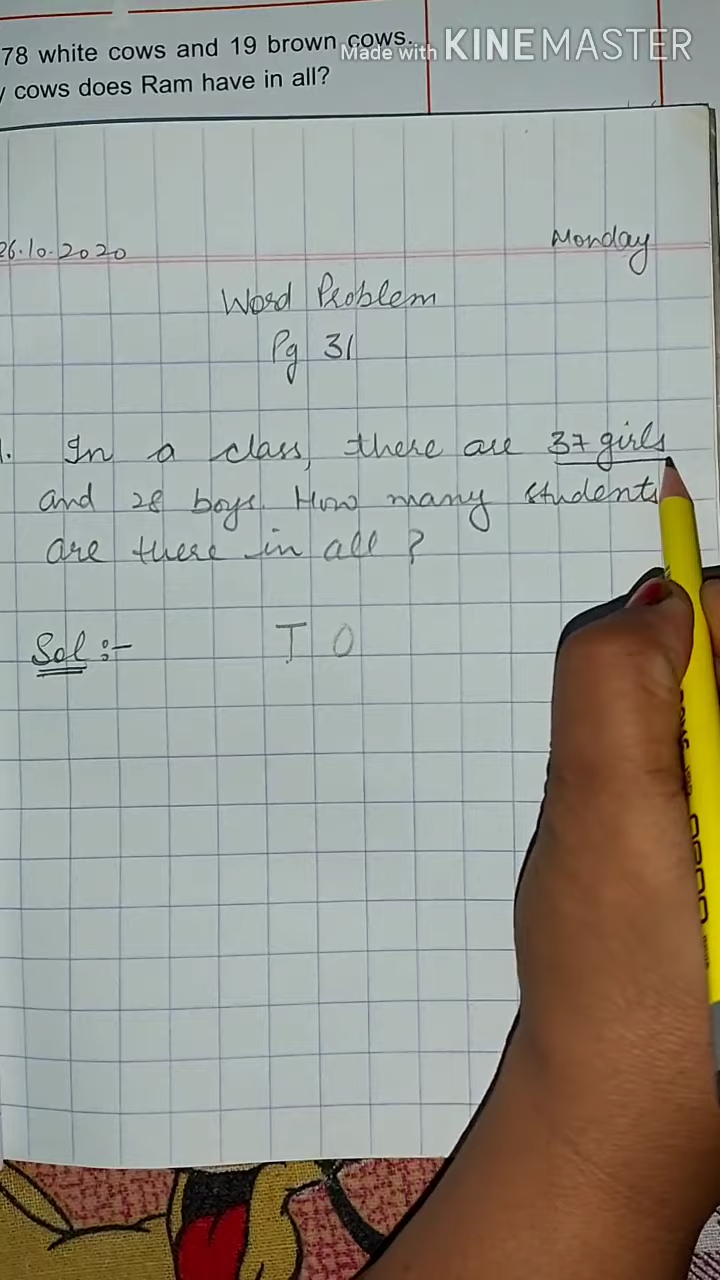 78 white cows and 19 brown cows.
cows does Ram have in all?
Made with KINEMASTER
26.10.2020 Monday
Word Problem
Pg 31
1. In a class, there are 37 girls
and 28 boys. How many students
are there in all ?
Sol :- T O